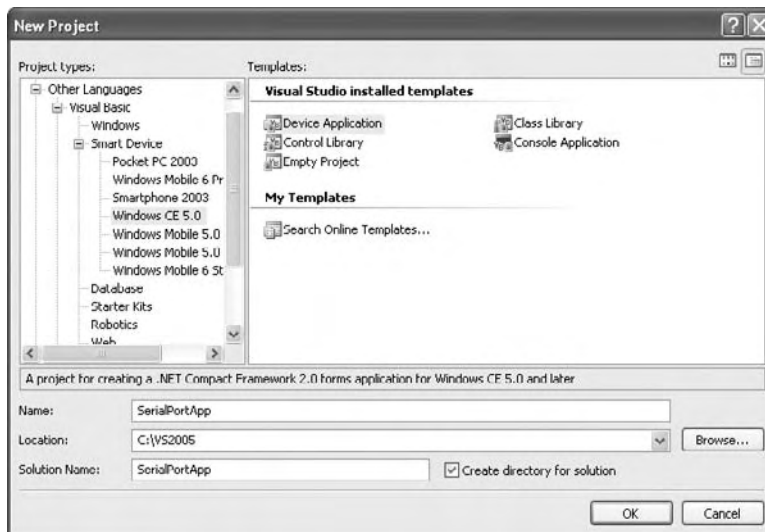 New Project
Project types:
Templates:
Other Languages
Visual Basic
Windows
Smart Device
Pocket PC 2003
Windows Mobile 6 Pr
Smartphone 2003
Windows CE 5.0
Windows Mobile 5.0
Windows Mobile 5.0
Windows Mobile 6 St
Database
Starter Kits
Robotics
Web
Visual Studio installed templates
Device Application
Class Library
Control Library
Console Application
Empty Project
My Templates
Search Online Templates...
A project for creating a .NET Compact Framework 2.0 forms application for Windows CE 5.0 and later
Name:
SerialPortApp
Location:
C:\VS2005
Browse...
Solution Name:
SerialPortApp
Create directory for solution
OK
Cancel